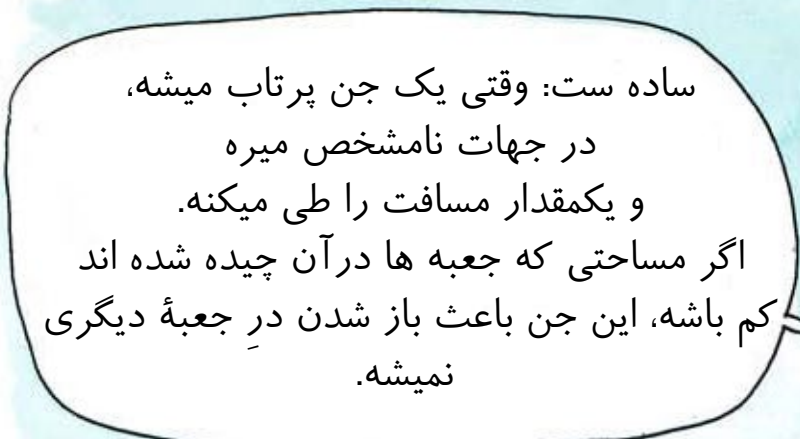 ساده ست: وقتی یک جن پرتاب میشه،
در جهات نامشخص میره
و یکمقدار مسافت را طی میکنه.
اگر مساحتی که جعبه ها درآن چیده شده اند
کم باشه، این جن باعث باز شدن درِ جعبۀ دیگری
نمیشه.